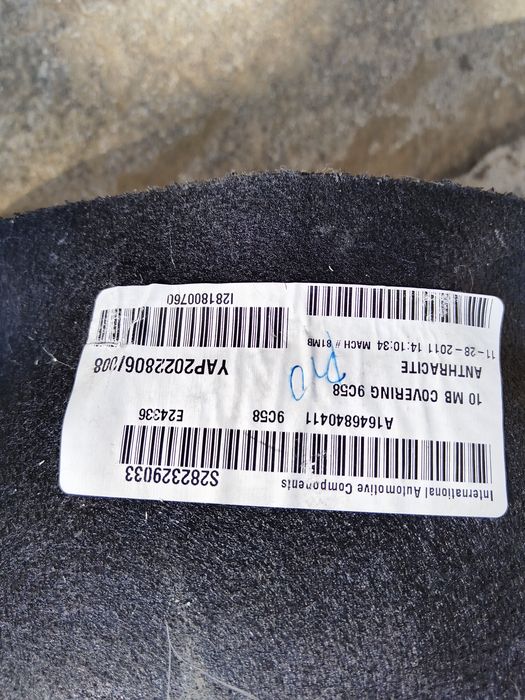 International Automotive Components
S282329033
A1646840411 9C58 E24336
10 MB COVERING 9C58
ANTHRACITE
YAP2022806/008
11-28-2011 14:10:34 MACH # 81MB
I281800760